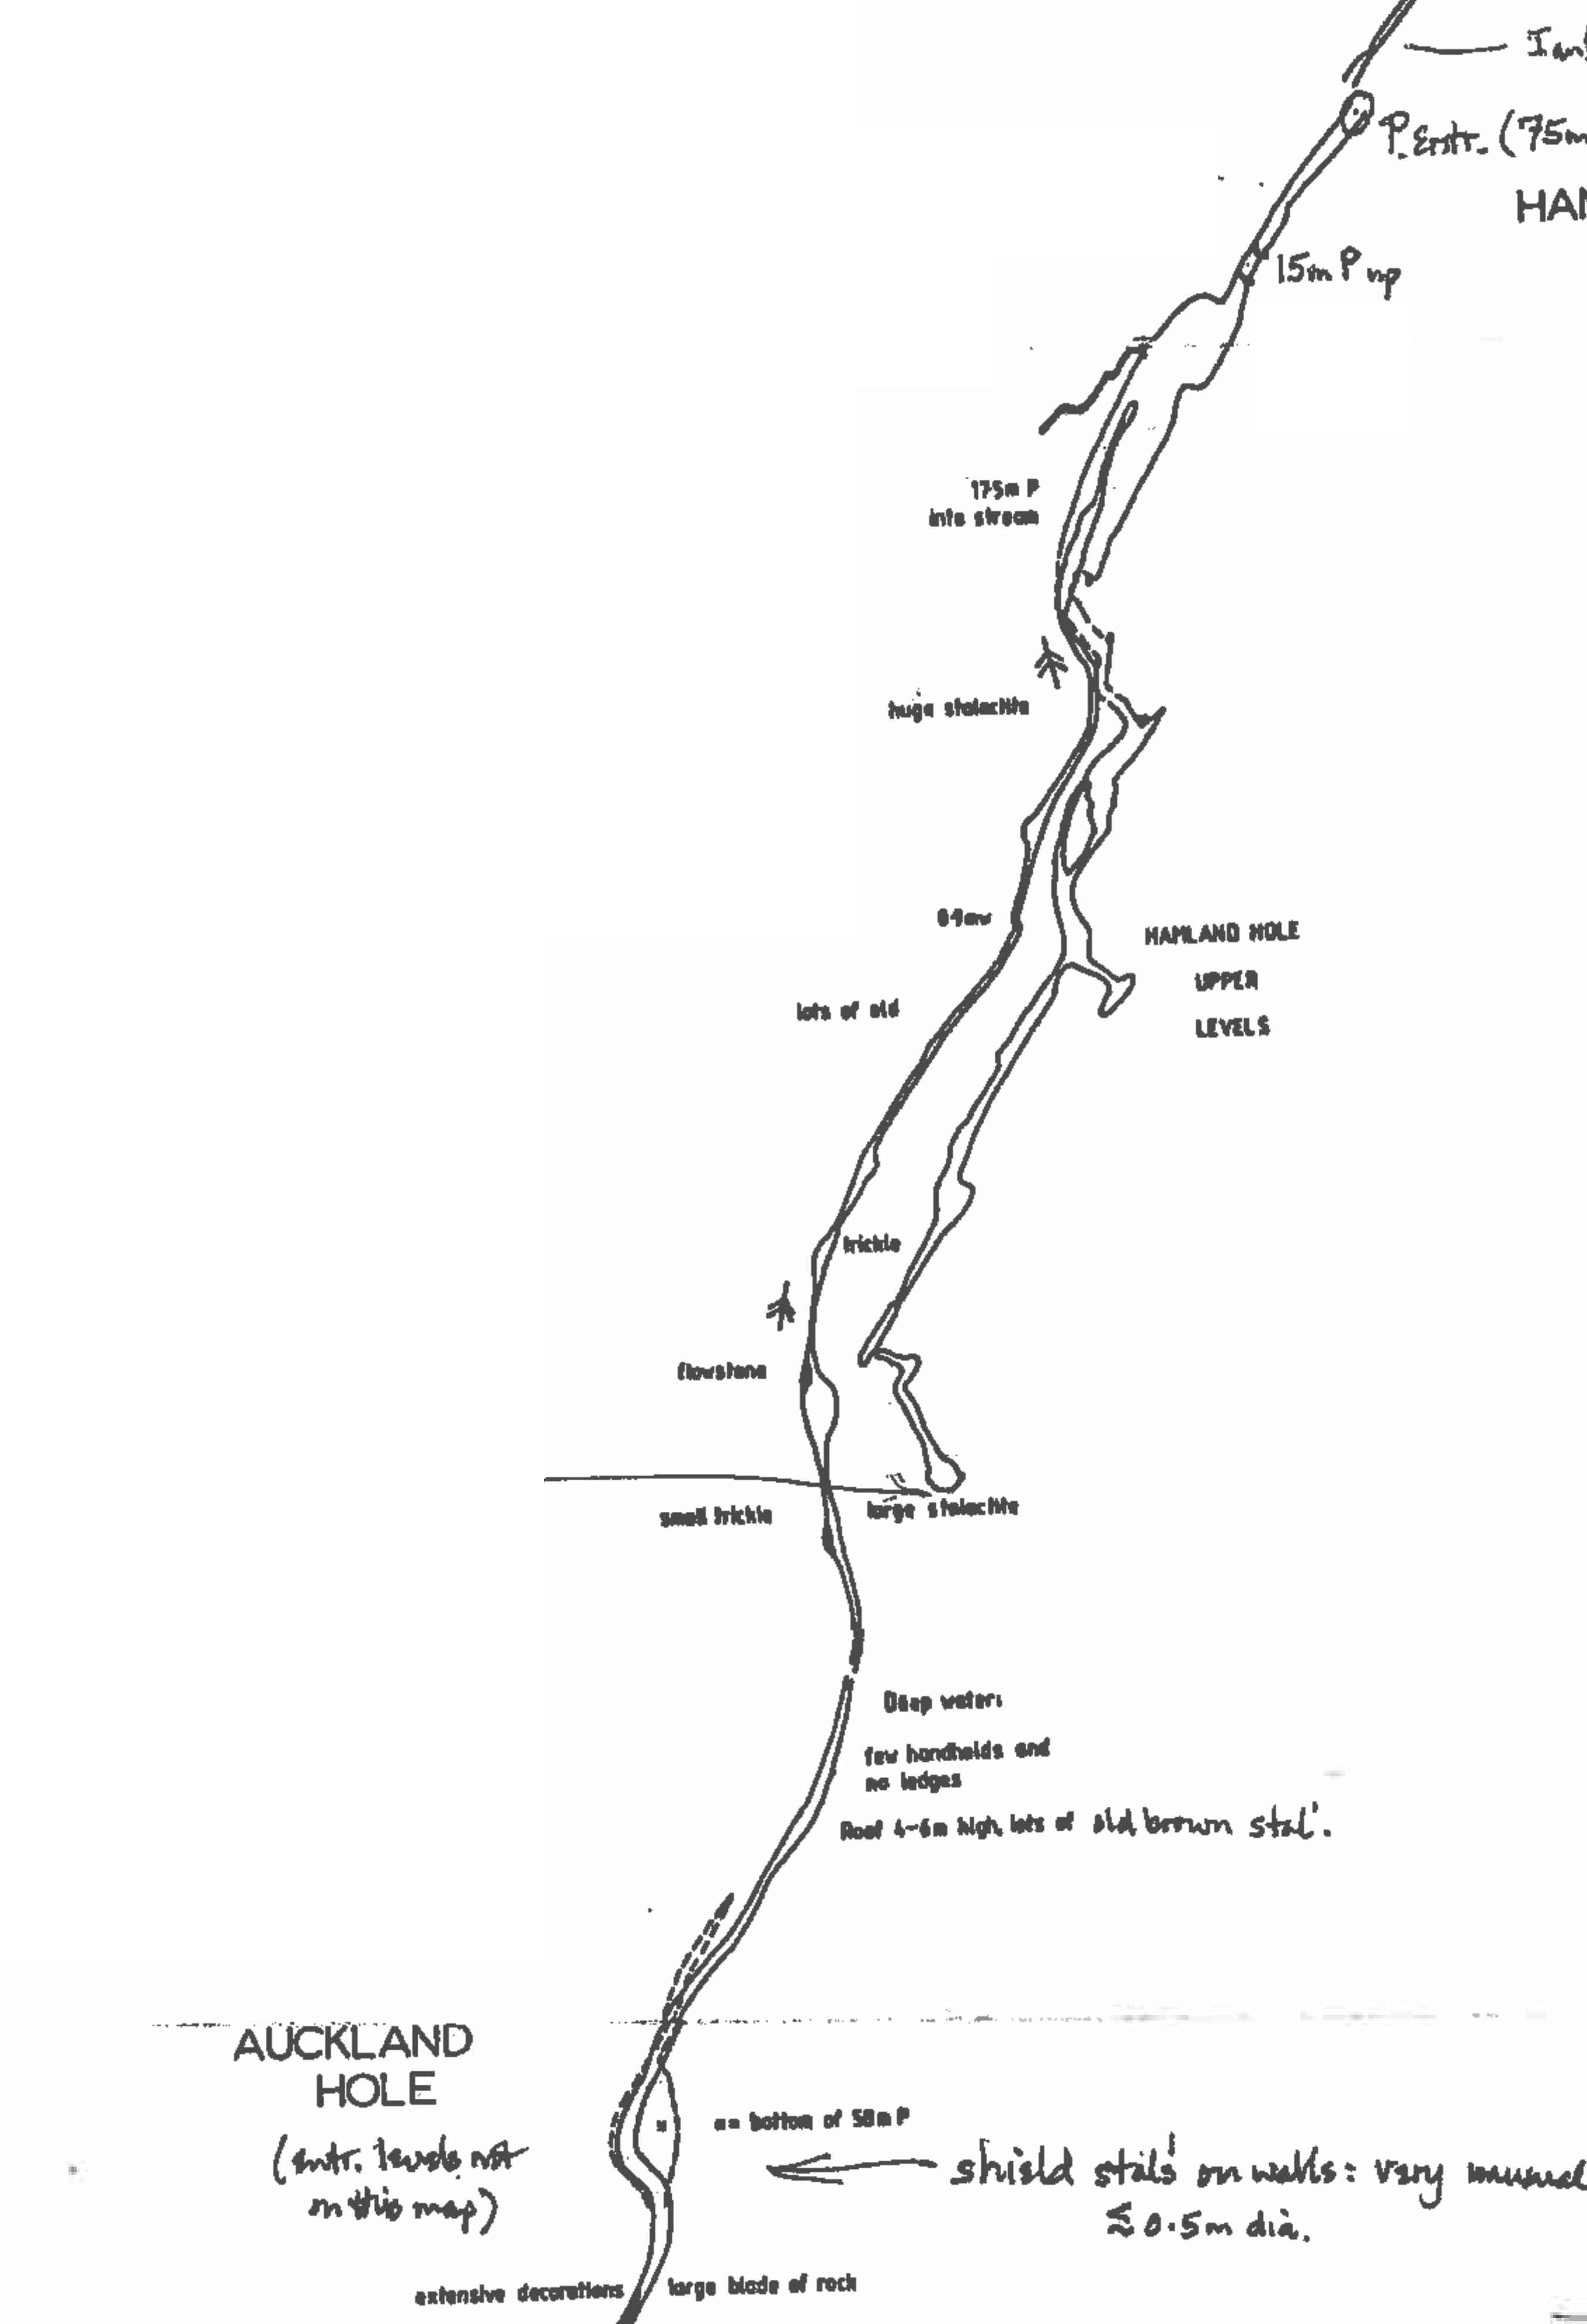 P. Entr. (75m
HAM
15m P up
175m P
into stream
huge stalactite
HAMLAND HOLE
UPPER
LEVELS
lots of old
trickle
flowstone
small trickle
large stalactite
Deep water:
few handholds and
no ledges
Roof 4-6m high, lots of old, brown stal'.
AUCKLAND
HOLE
(entr. levels not
on this map)
bottom of 50m P
shield stals' on walls: very unusual
≤ 0.5m dia.
extensive decorations
large blade of rock